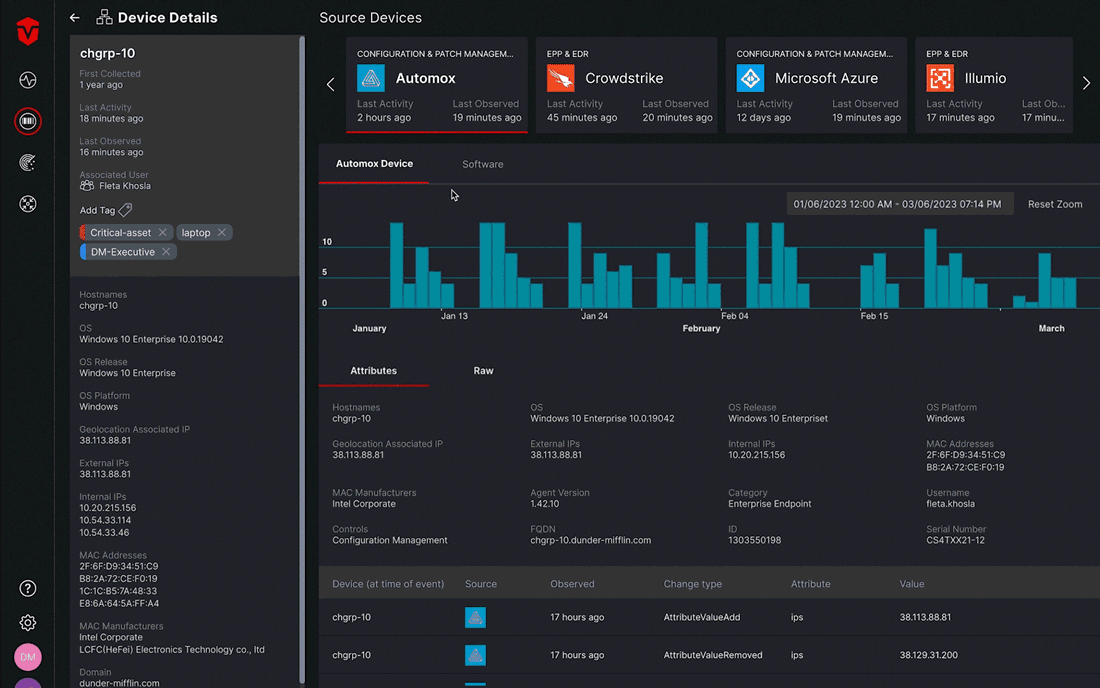 Device Details
chgrp-10
First Collected
1 year ago
Last Activity
18 minutes ago
Last Observed
16 minutes ago
Associated User
Fleta Khosla
Add Tag
Critical-asset
laptop
DM-Executive
Hostnames
chgrp-10
OS
Windows 10 Enterprise 10.0.19042
OS Release
Windows 10 Enterprise
OS Platform
Windows
Geolocation Associated IP
38.113.88.81
External IPs
38.113.88.81
Internal IPs
10.20.215.156
10.54.33.114
10.54.33.46
MAC Addresses
2F:6F:D9:34:51:C9
B8:2A:72:CE:F0:19
1C:1C:B5:7A:48:33
E8:6A:64:5A:FF:A4
MAC Manufacturers
Intel Corporate
LCFC(HeFei) Electronics Technology co., ltd
Domain
dunder-mifflin.com
DM
Source Devices
CONFIGURATION & PATCH MANAGEM...
Automox
Last Activity Last Observed
2 hours ago 19 minutes ago
EPP & EDR
Crowdstrike
Last Activity Last Observed
45 minutes ago 20 minutes ago
CONFIGURATION & PATCH MANAGEM...
Microsoft Azure
Last Activity Last Observed
12 days ago 19 minutes ago
EPP & EDR
Illumio
Last Activity Last Ob...
17 minutes ago 17 minu...
Automox Device Software
01/06/2023 12:00 AM - 03/06/2023 07:14 PM Reset Zoom
10
5
0
Jan 13 Jan 24 Feb 04 Feb 15
January February March
Attributes Raw
Hostnames OS OS Release OS Platform
chgrp-10 Windows 10 Enterprise 10.0.19042 Windows 10 Enterpriset Windows
Geolocation Associated IP External IPs Internal IPs MAC Addresses
38.113.88.81 38.113.88.81 10.20.215.156 2F:6F:D9:34:51:C9
B8:2A:72:CE:F0:19
MAC Manufacturers Agent Version Category Username
Intel Corporate 1.42.10 Enterprise Endpoint fleta.khosla
Controls FQDN ID Serial Number
Configuration Management chgrp-10.dunder-mifflin.com 1303550198 CS4TXX21-12
Device (at time of event) Source Observed Change type Attribute Value
chgrp-10 17 hours ago AttributeValueAdd ips 38.113.88.81
chgrp-10 17 hours ago AttributeValueRemoved ips 38.129.31.200